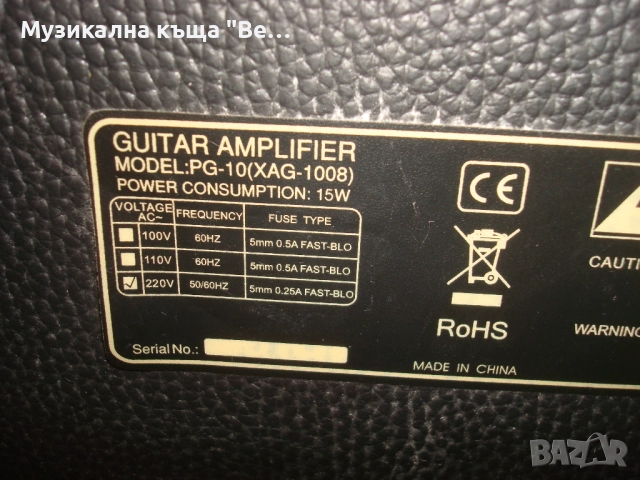 Музикална къща "Ве...
GUITAR AMPLIFIER
MODEL:PG-10(XAG-1008)
POWER CONSUMPTION: 15W
VOLTAGE AC~ FREQUENCY FUSE TYPE
100V 60HZ 5mm 0.5A FAST-BLO
110V 60HZ 5mm 0.5A FAST-BLO
220V 50/60HZ 5mm 0.25A FAST-BLO
Serial No.:
CE
RoHS
MADE IN CHINA
CAUTI
WARNING
BAZAR